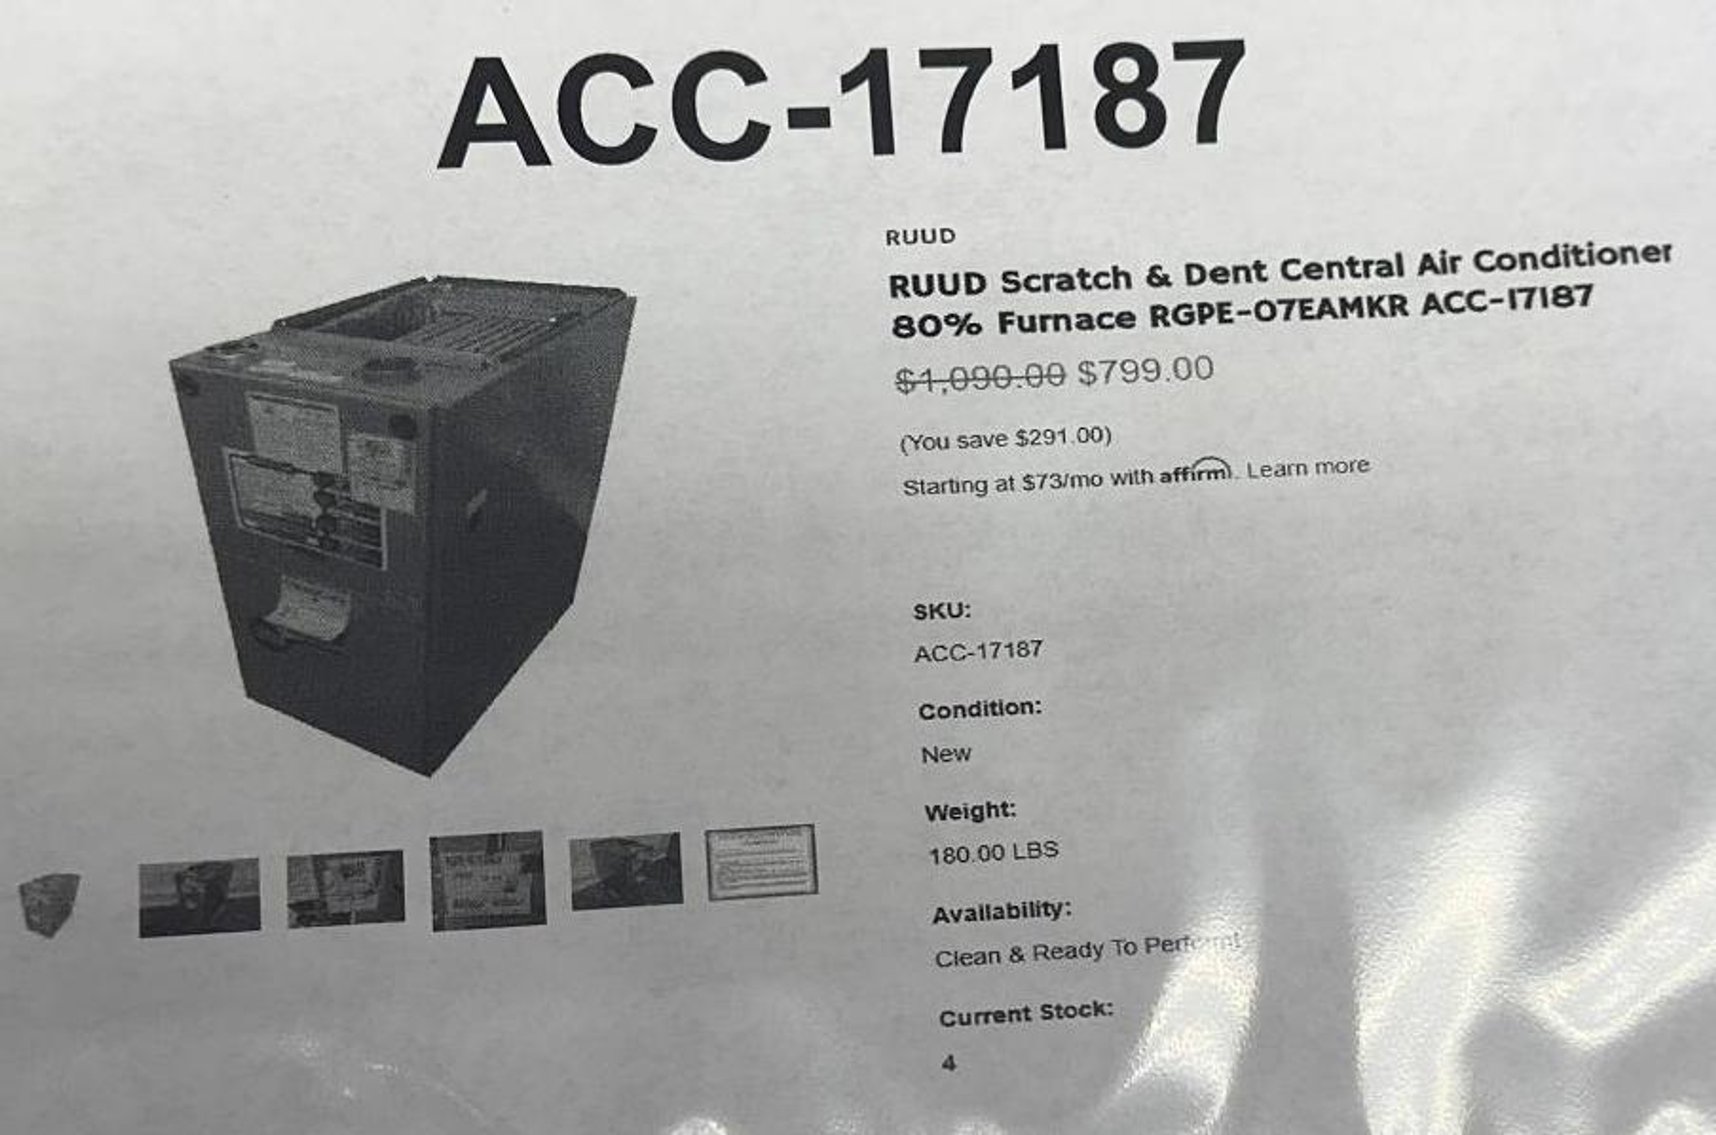 ACC-17187
RUUD
RUUD Scratch & Dent Central Air Conditioner
80% Furnace RGPE-07EAMKR ACC-17187
$1,090.00 $799.00
(You save $291.00)
Starting at $73/mo with affirm. Learn more
SKU:
ACC-17187
Condition:
New
Weight:
180.00 LBS
Availability:
Clean & Ready To Perform!
Current Stock:
4